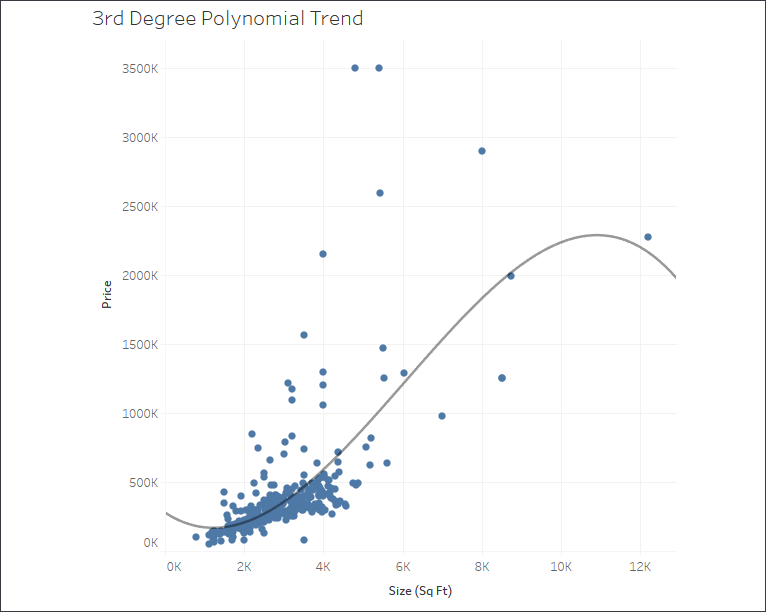 3rd Degree Polynomial Trend
3500K
3000K
2500K
2000K
1500K
1000K
500K
0K
Price
0K 2K 4K 6K 8K 10K 12K
Size (Sq Ft)